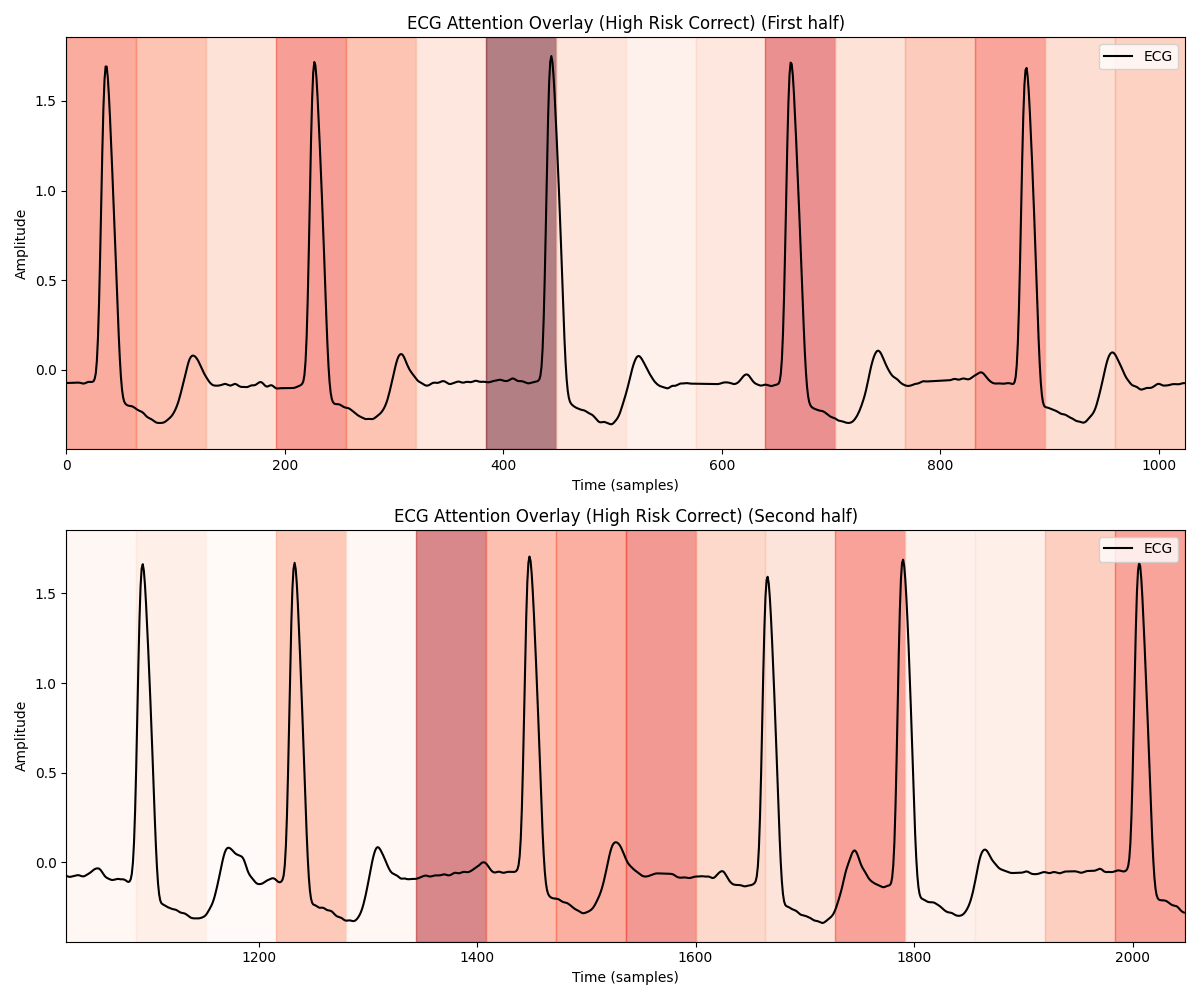 ECG Attention Overlay (High Risk Correct) (First half)
ECG
1.5
1.0
0.5
0.0
Amplitude
0 200 400 600 800 1000
Time (samples)
ECG Attention Overlay (High Risk Correct) (Second half)
ECG
1.5
1.0
0.5
0.0
Amplitude
1200 1400 1600 1800 2000
Time (samples)